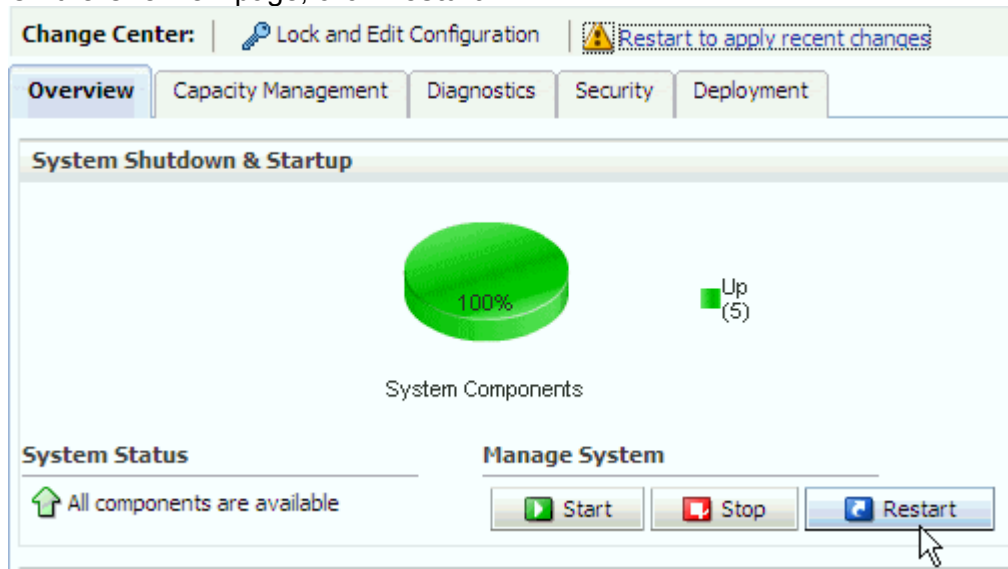 Change Center: Lock and Edit Configuration Restart to apply recent changes
Overview Capacity Management Diagnostics Security Deployment
System Shutdown & Startup
100%
Up
(5)
System Components
System Status Manage System
All components are available Start Stop Restart